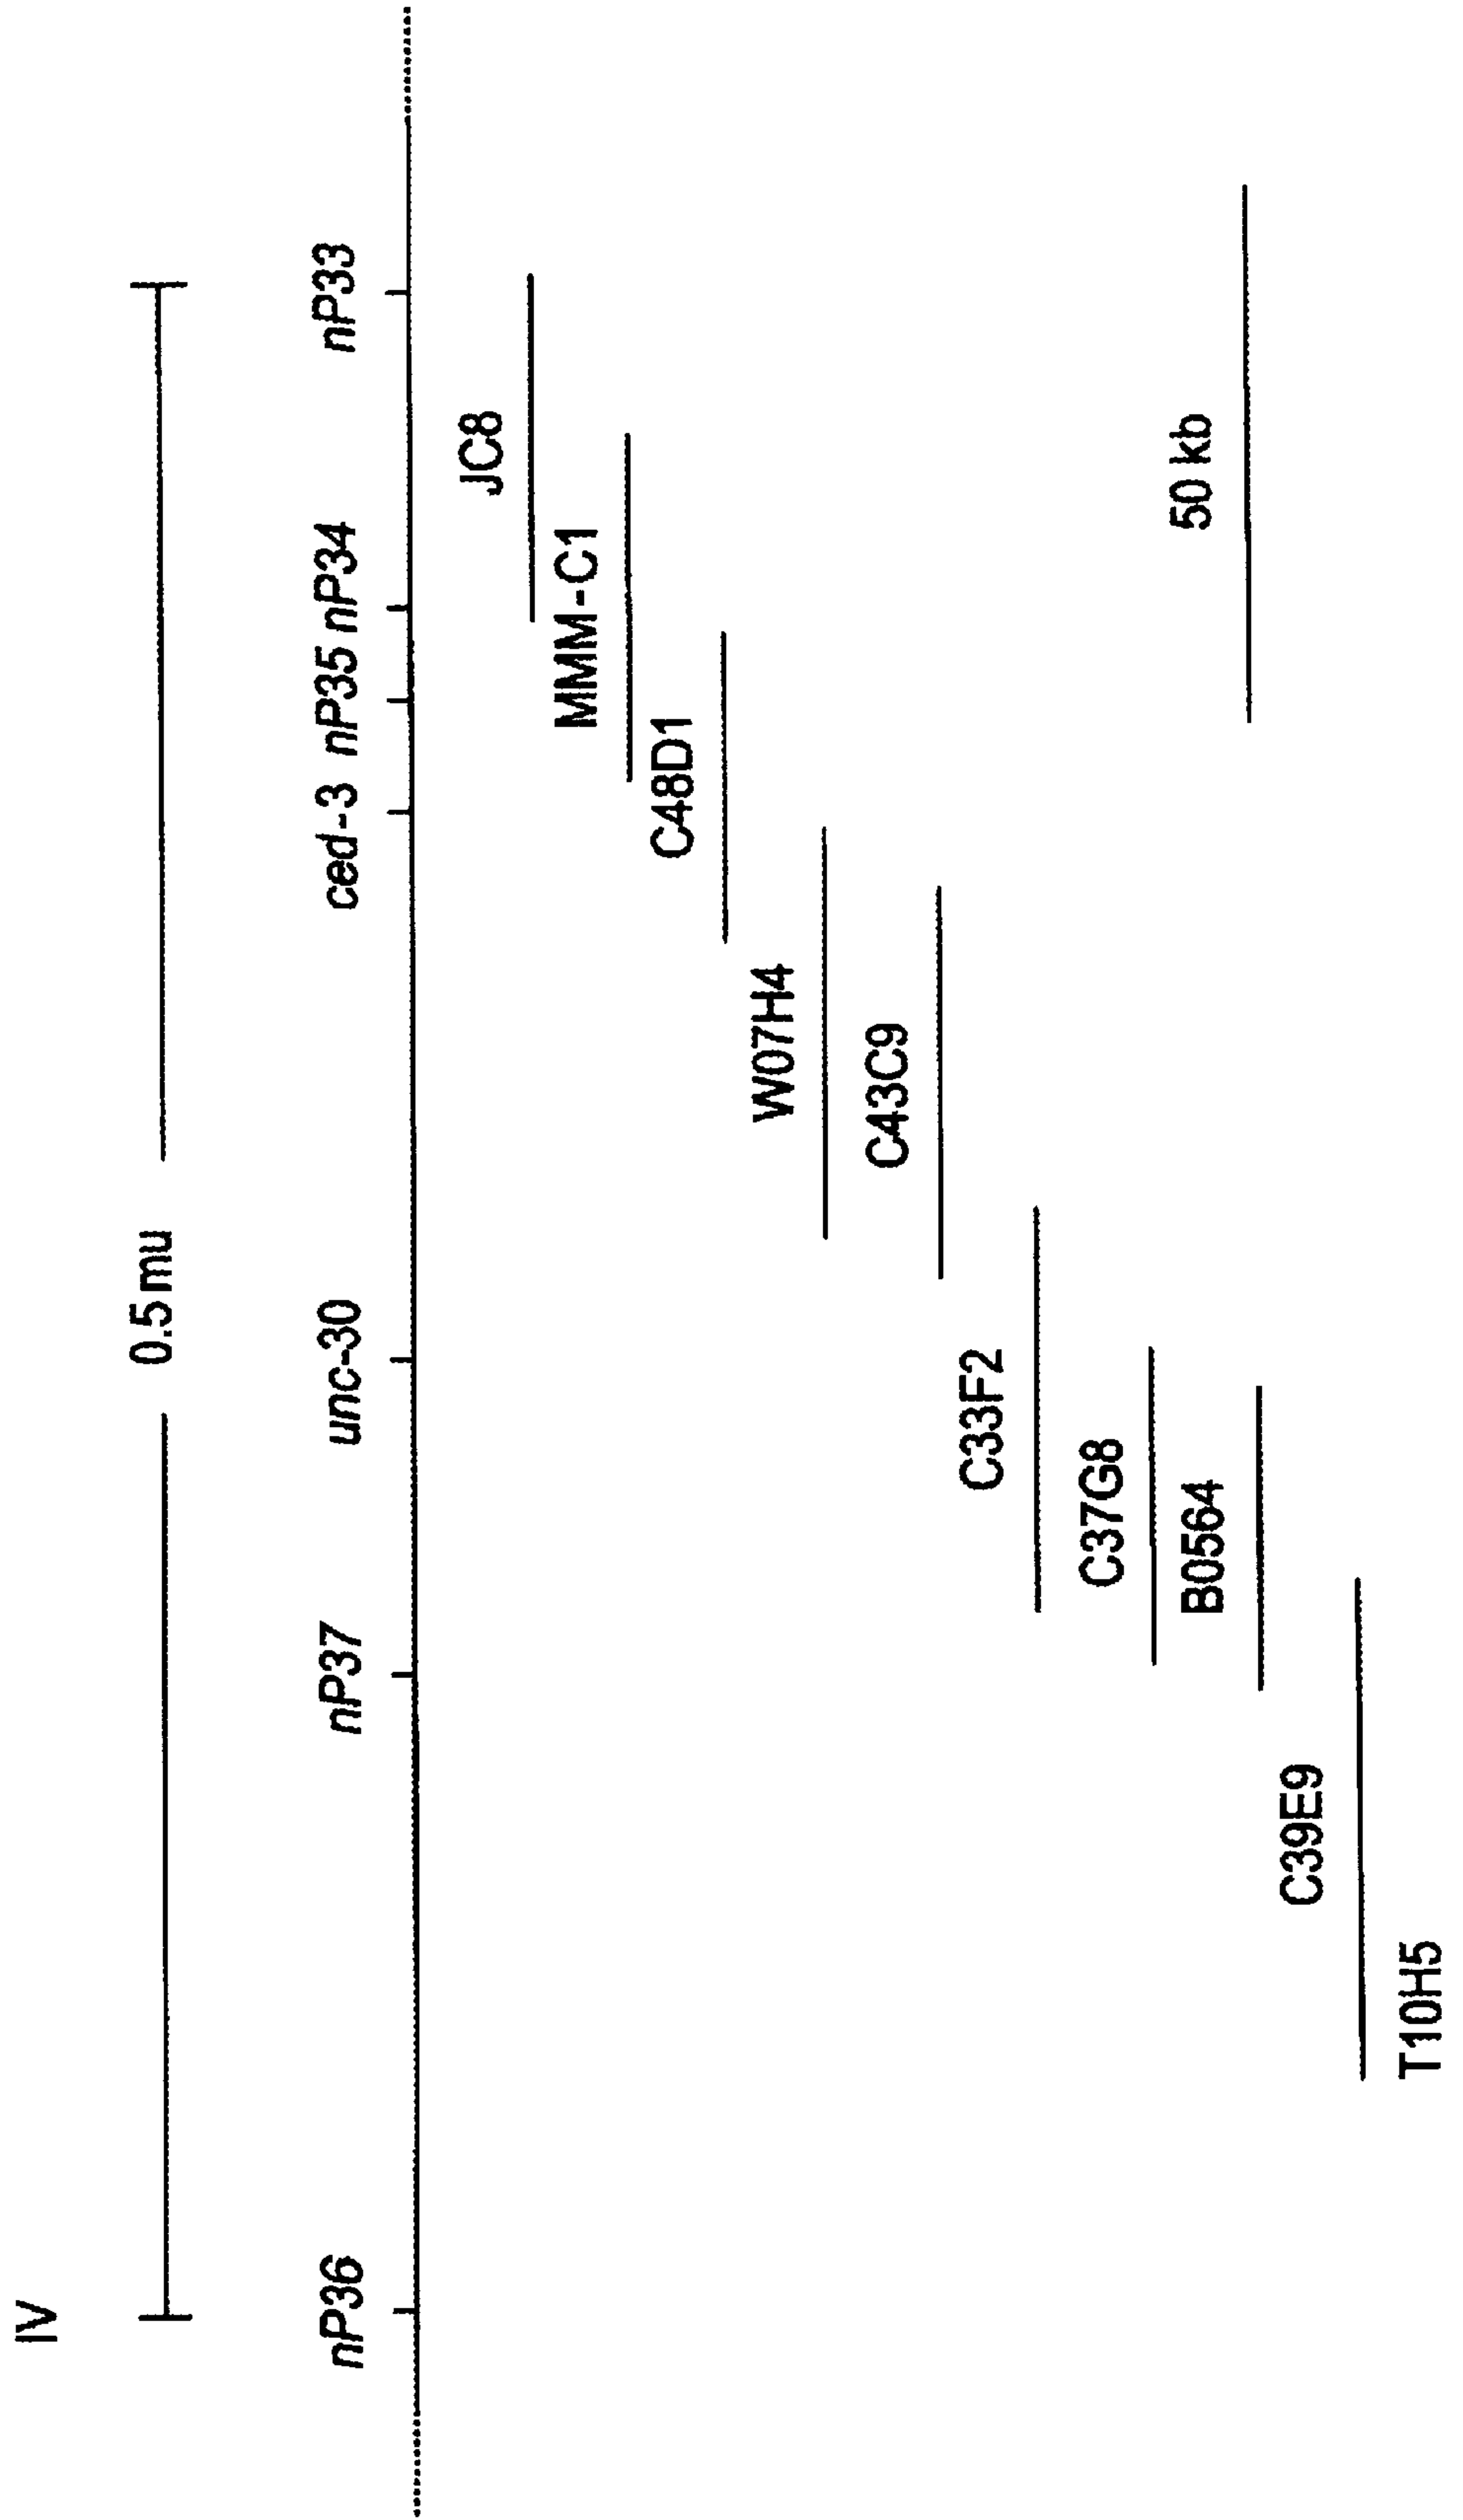 IV
0.5 mu
nP36 nP37 unc-30 ced-3 nP35 nP34 nP33
JC8
MMM-C1
C48D1
W07H4
C43C9
C33F2
C37G8
B0564
50 kb
C39E9
T10H5